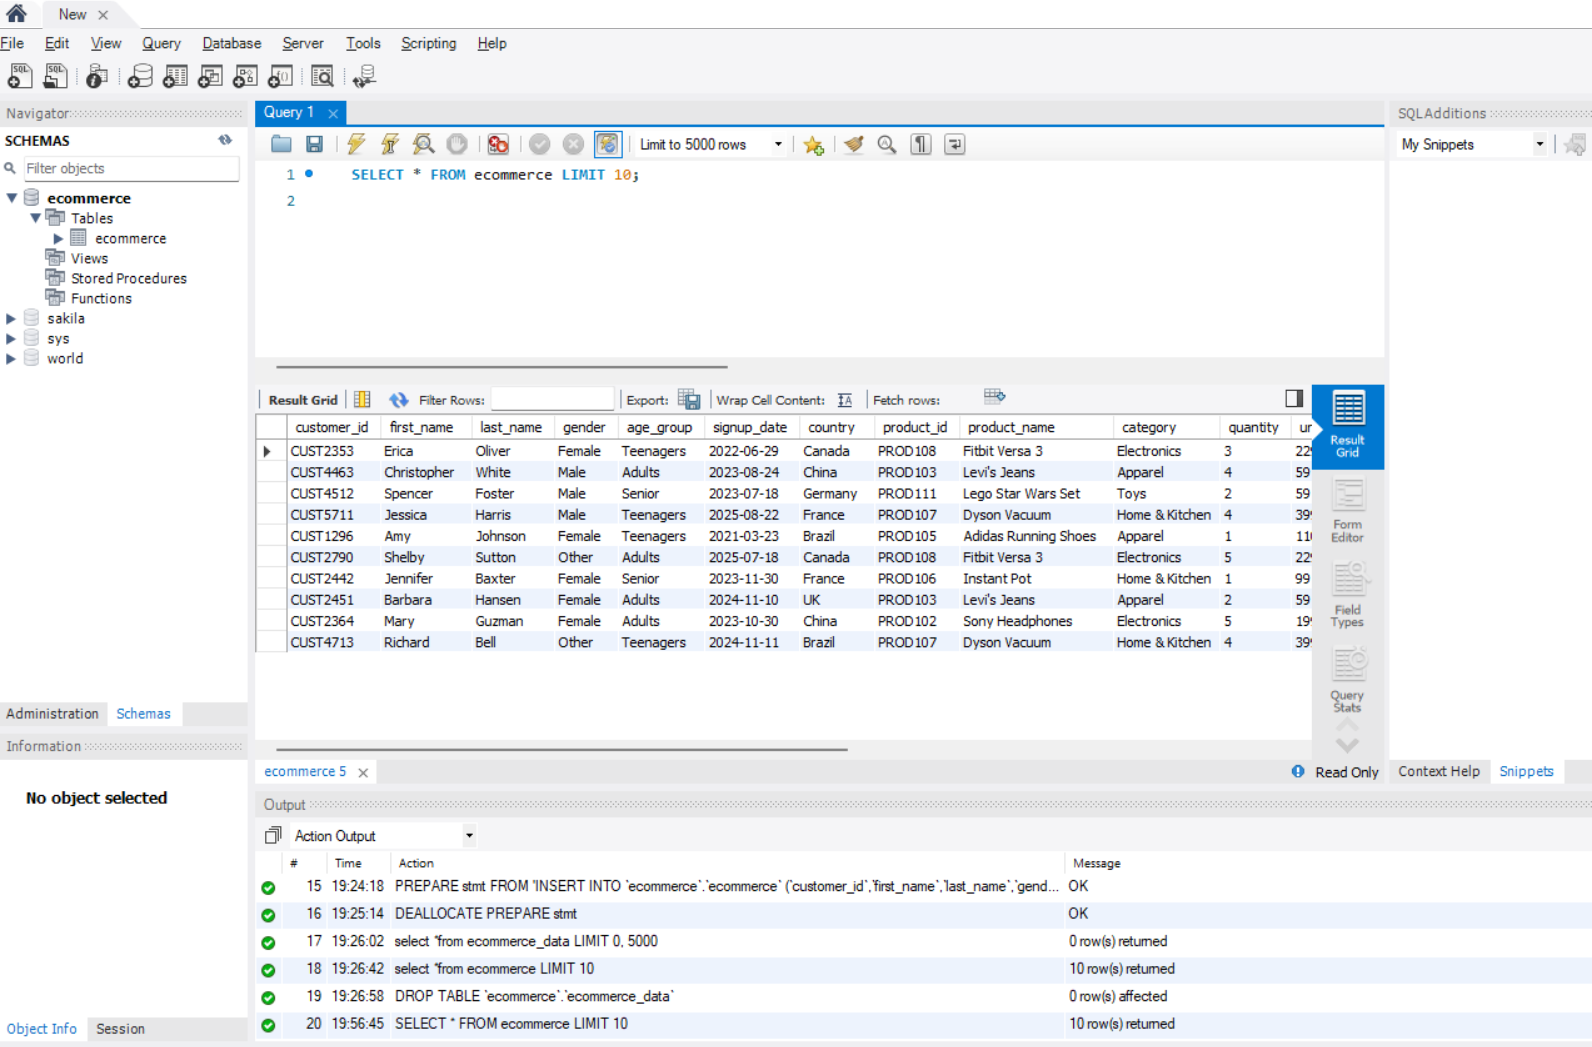 New
File Edit View Query Database Server Tools Scripting Help
Navigator
SCHEMAS
Filter objects
ecommerce
Tables
ecommerce
Views
Stored Procedures
Functions
sakila
sys
world
Administration Schemas
Information
No object selected
Object Info Session
Query 1
Limit to 5000 rows
1 SELECT * FROM ecommerce LIMIT 10;
2
Result Grid Filter Rows: Export: Wrap Cell Content: Fetch rows:
customer_id first_name last_name gender age_group signup_date country product_id product_name category quantity ur
CUST2353 Erica Oliver Female Teenagers 2022-06-29 Canada PROD108 Fitbit Versa 3 Electronics 3 22
CUST4463 Christopher White Male Adults 2023-08-24 China PROD103 Levi's Jeans Apparel 4 59
CUST4512 Spencer Foster Male Senior 2023-07-18 Germany PROD111 Lego Star Wars Set Toys 2 59
CUST5711 Jessica Harris Male Teenagers 2025-08-22 France PROD107 Dyson Vacuum Home & Kitchen 4 39
CUST1296 Amy Johnson Female Teenagers 2021-03-23 Brazil PROD105 Adidas Running Shoes Apparel 1 11
CUST2790 Shelby Sutton Other Adults 2025-07-18 Canada PROD108 Fitbit Versa 3 Electronics 5 22
CUST2442 Jennifer Baxter Female Senior 2023-11-30 France PROD106 Instant Pot Home & Kitchen 1 99
CUST2451 Barbara Hansen Female Adults 2024-11-10 UK PROD103 Levi's Jeans Apparel 2 59
CUST2364 Mary Guzman Female Adults 2023-10-30 China PROD102 Sony Headphones Electronics 5 19
CUST4713 Richard Bell Other Teenagers 2024-11-11 Brazil PROD107 Dyson Vacuum Home & Kitchen 4 39
Result
Grid
Form
Editor
Field
Types
Query
Stats
ecommerce 5
Read Only
SQLAdditions
My Snippets
Context Help Snippets
Output
Action Output
# Time Action Message
15 19:24:18 PREPARE stmt FROM 'INSERT INTO `ecommerce`.`ecommerce` (`customer_id`,`first_name`,`last_name`,`gend... OK
16 19:25:14 DEALLOCATE PREPARE stmt OK
17 19:26:02 select *from ecommerce_data LIMIT 0, 5000 0 row(s) returned
18 19:26:42 select *from ecommerce LIMIT 10 10 row(s) returned
19 19:26:58 DROP TABLE `ecommerce`.`ecommerce_data` 0 row(s) affected
20 19:56:45 SELECT * FROM ecommerce LIMIT 10 10 row(s) returned